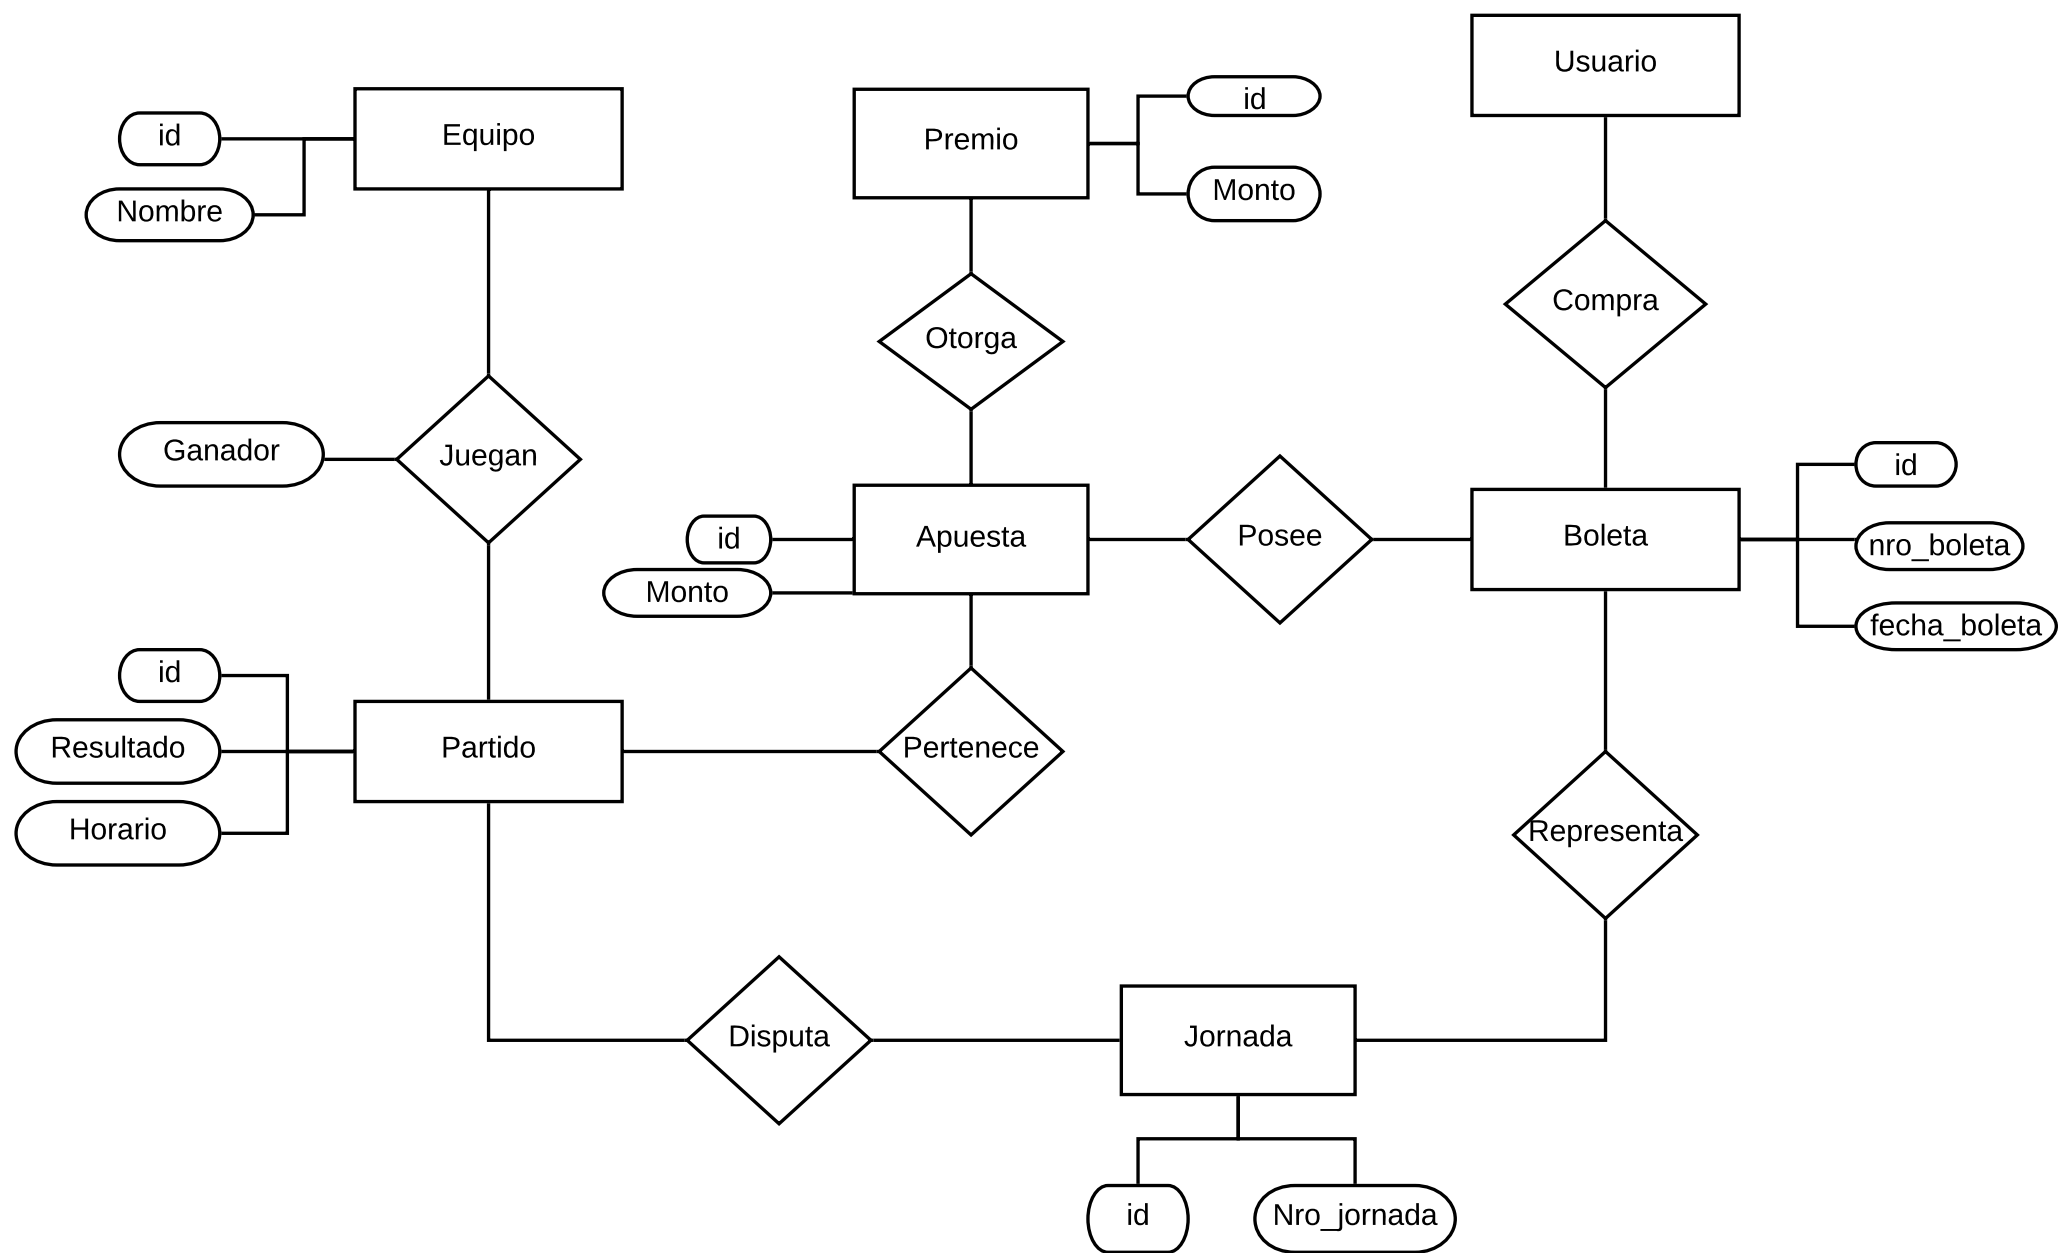 Usuario
id
Equipo
Premio
id
Nombre
Monto
Compra
Otorga
Ganador
Juegan
id
Apuesta
Posee
Boleta
id
nro_boleta
Monto
fecha_boleta
id
Resultado
Partido
Pertenece
Horario
Representa
Disputa
Jornada
id
Nro_jornada